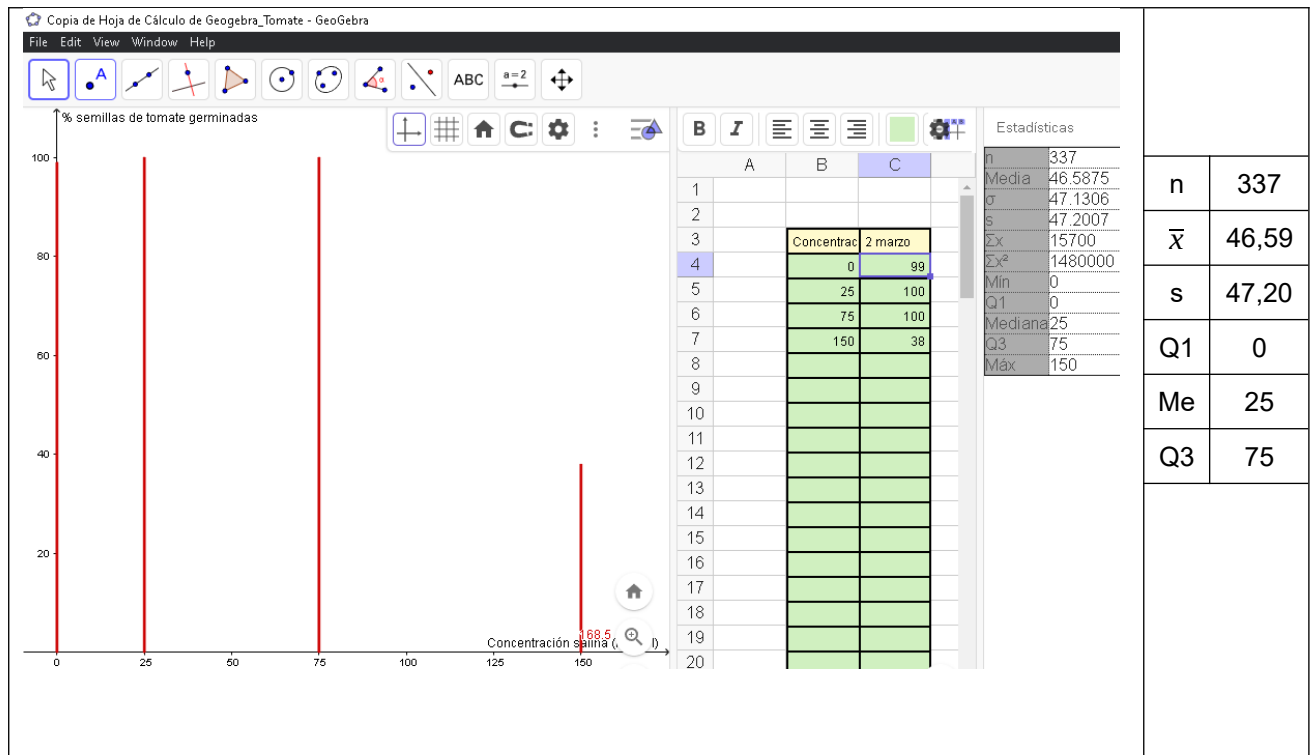 Copia de Hoja de Cálculo de Geogebra_Tomate - GeoGebra
File Edit View Window Help
A
α
ABC
a=2
% semillas de tomate germinadas
100
80
60
40
20
Concentración salina (
l)
168.5
0 25 50 75 100 125 150
B I
A B C
1
2
3 Concentrac 2 marzo
4 0 99
5 25 100
6 75 100
7 150 38
8
9
10
11
12
13
14
15
16
17
18
19
20
Estadísticas
n 337
Media 46.5875
σ 47.1306
s 47.2007
Σx 15700
Σx² 1480000
Mín 0
Q1 0
Mediana 25
Q3 75
Máx 150
n 337
x̅ 46,59
s 47,20
Q1 0
Me 25
Q3 75